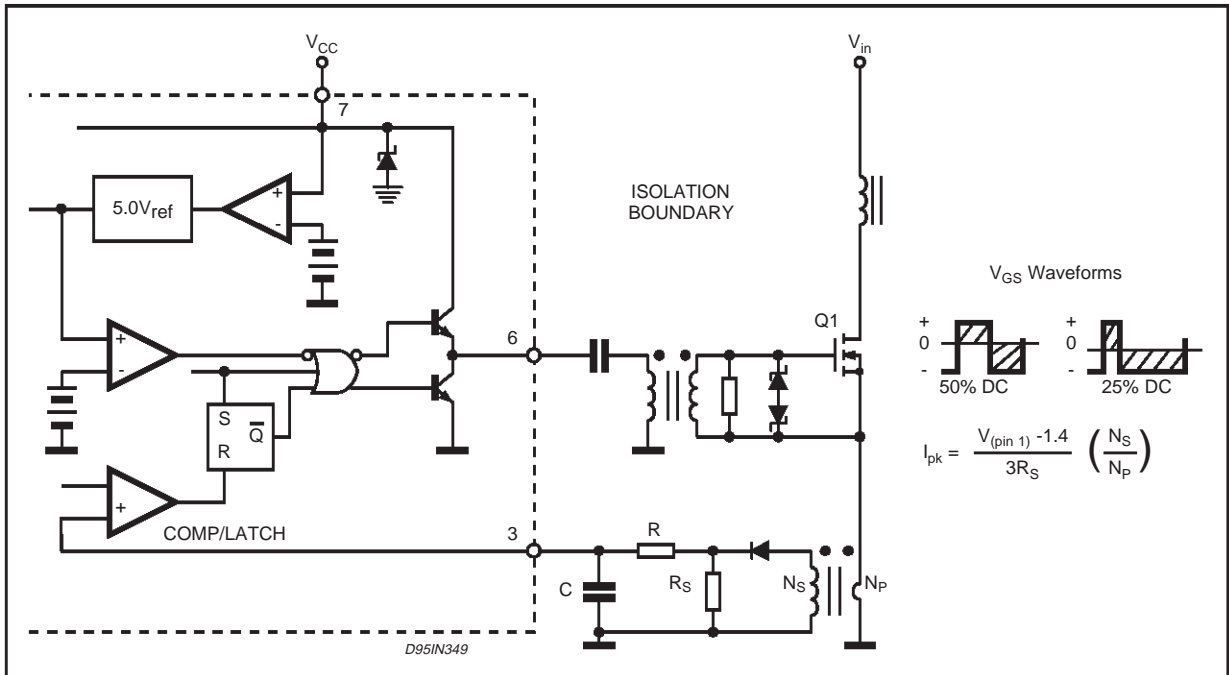 VCC
Vin
7
5.0Vref
+
-
ISOLATION
BOUNDARY
VGS Waveforms
+
0
-
50% DC
+
0
-
25% DC
Q1
6
+
-
S
R
Q
Ipk = V(pin 1) -1.4 / 3RS (NS / NP)
+
COMP/LATCH
3
R
C
RS
NS
NP
D95IN349